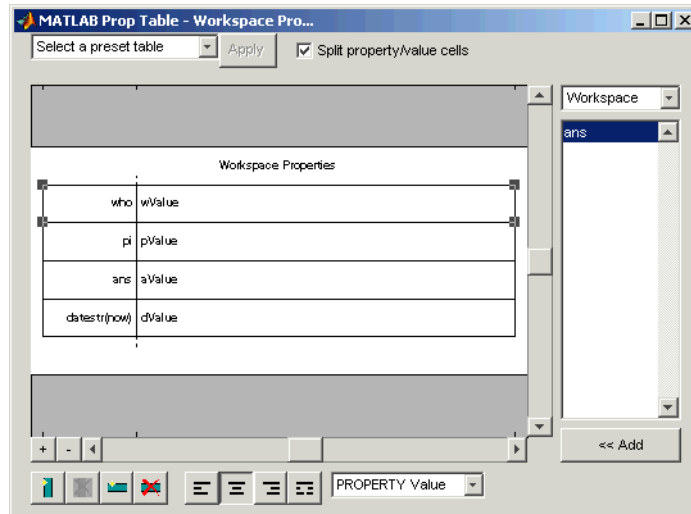 MATLAB Prop Table - Workspace Pro...
Select a preset table
Apply
Split property/value cells
Workspace
ans
Workspace Properties
who wValue
pi pValue
ans aValue
datestr(now) dValue
+ -
<< Add
PROPERTY Value